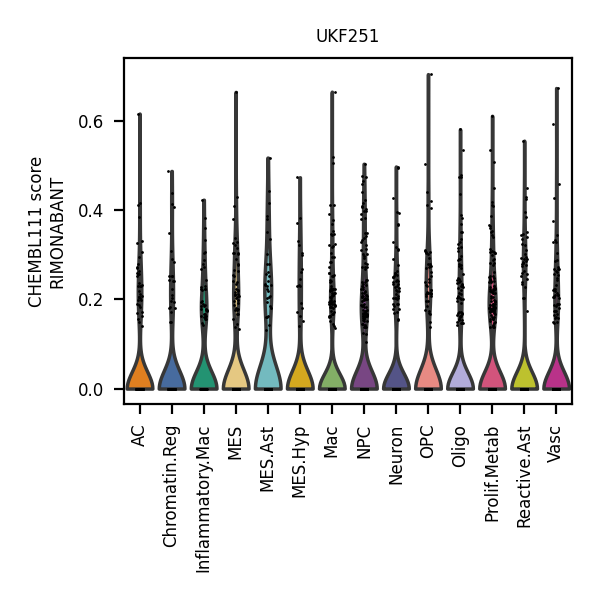 UKF251
CHEMBL111 score
RIMONABANT
0.6
0.4
0.2
0.0
AC
Chromatin.Reg
Inflammatory.Mac
MES
MES.Ast
MES.Hyp
Mac
NPC
Neuron
OPC
Oligo
Prolif.Metab
Reactive.Ast
Vasc